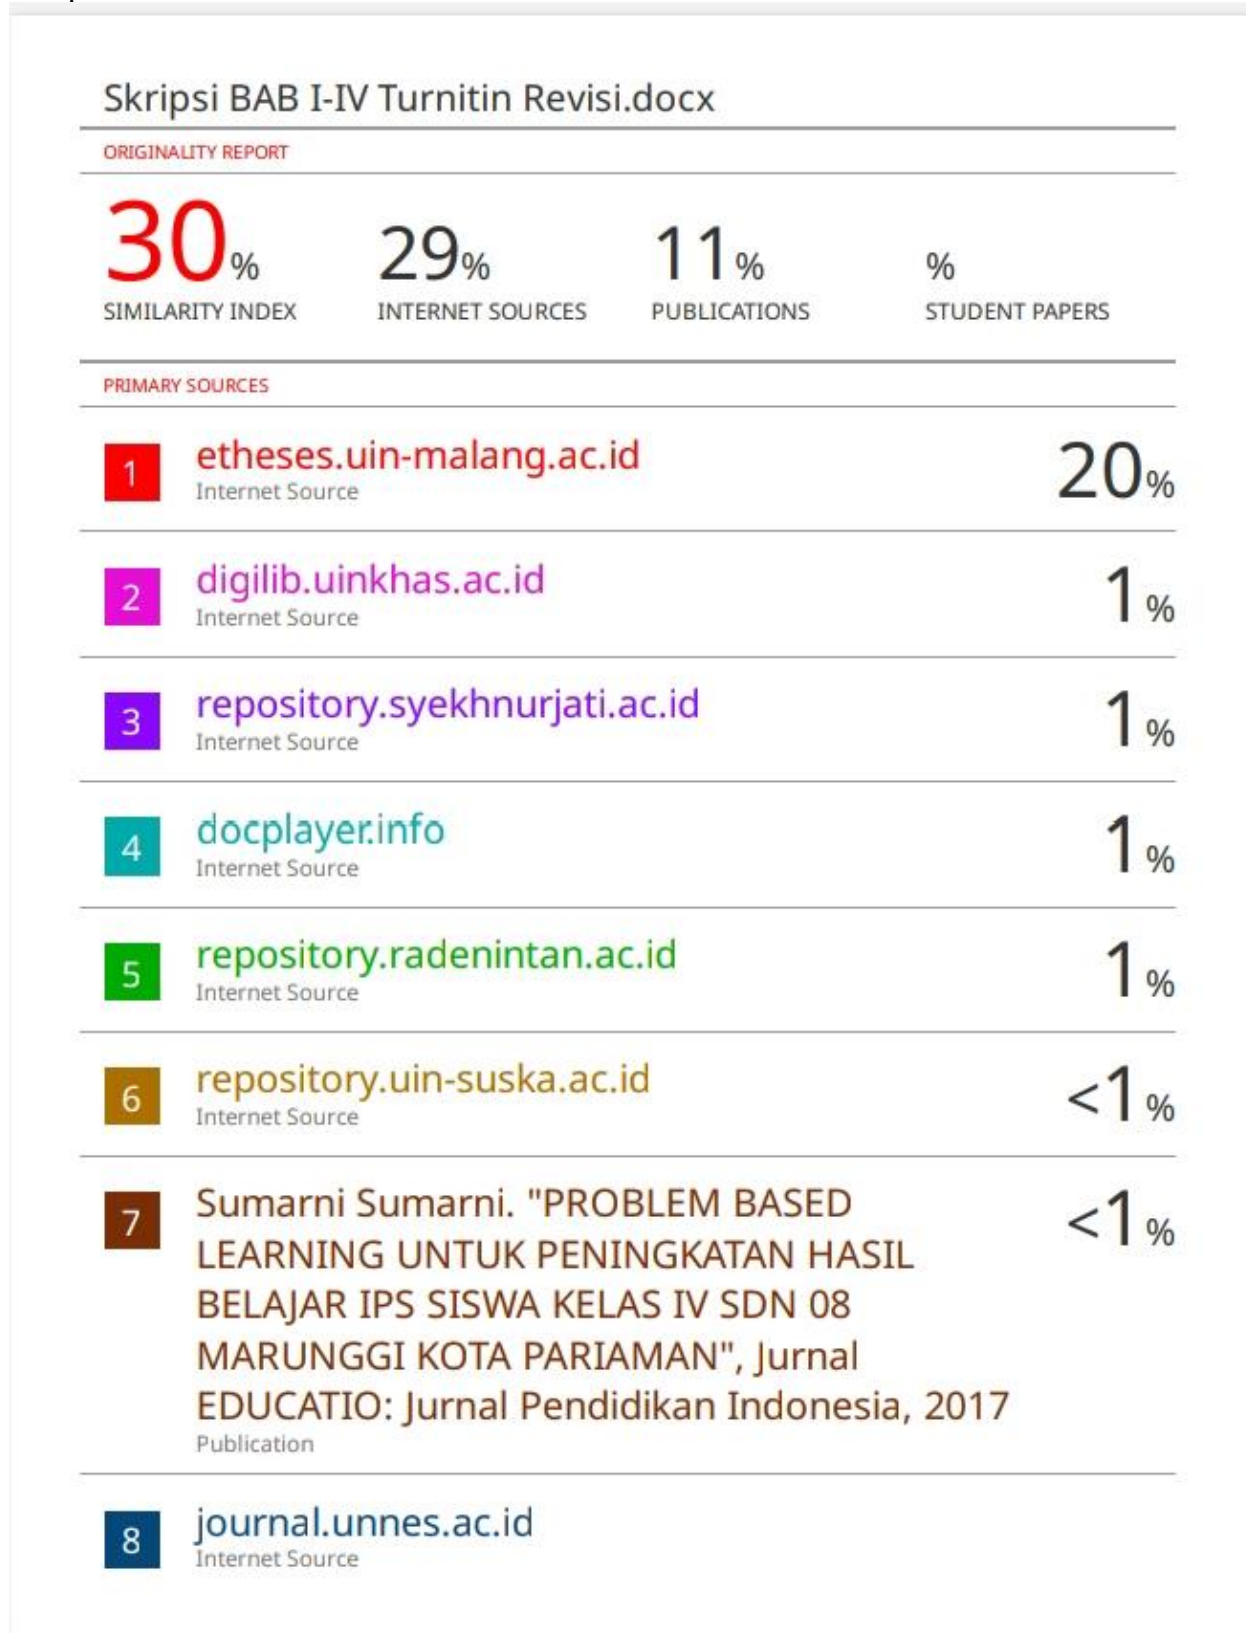 Skripsi BAB I-IV Turnitin Revisi.docx
ORIGINALITY REPORT
30% 29% 11% %
SIMILARITY INDEX INTERNET SOURCES PUBLICATIONS STUDENT PAPERS
PRIMARY SOURCES
1 etheses.uin-malang.ac.id 20%
Internet Source
2 digilib.uinkhas.ac.id 1%
Internet Source
3 repository.syekhnurjati.ac.id 1%
Internet Source
4 docplayer.info 1%
Internet Source
5 repository.radenintan.ac.id 1%
Internet Source
6 repository.uin-suska.ac.id <1%
Internet Source
7 Sumarni Sumarni. "PROBLEM BASED <1%
LEARNING UNTUK PENINGKATAN HASIL
BELAJAR IPS SISWA KELAS IV SDN 08
MARUNGGI KOTA PARIAMAN", Jurnal
EDUCATIO: Jurnal Pendidikan Indonesia, 2017
Publication
8 journal.unnes.ac.id
Internet Source